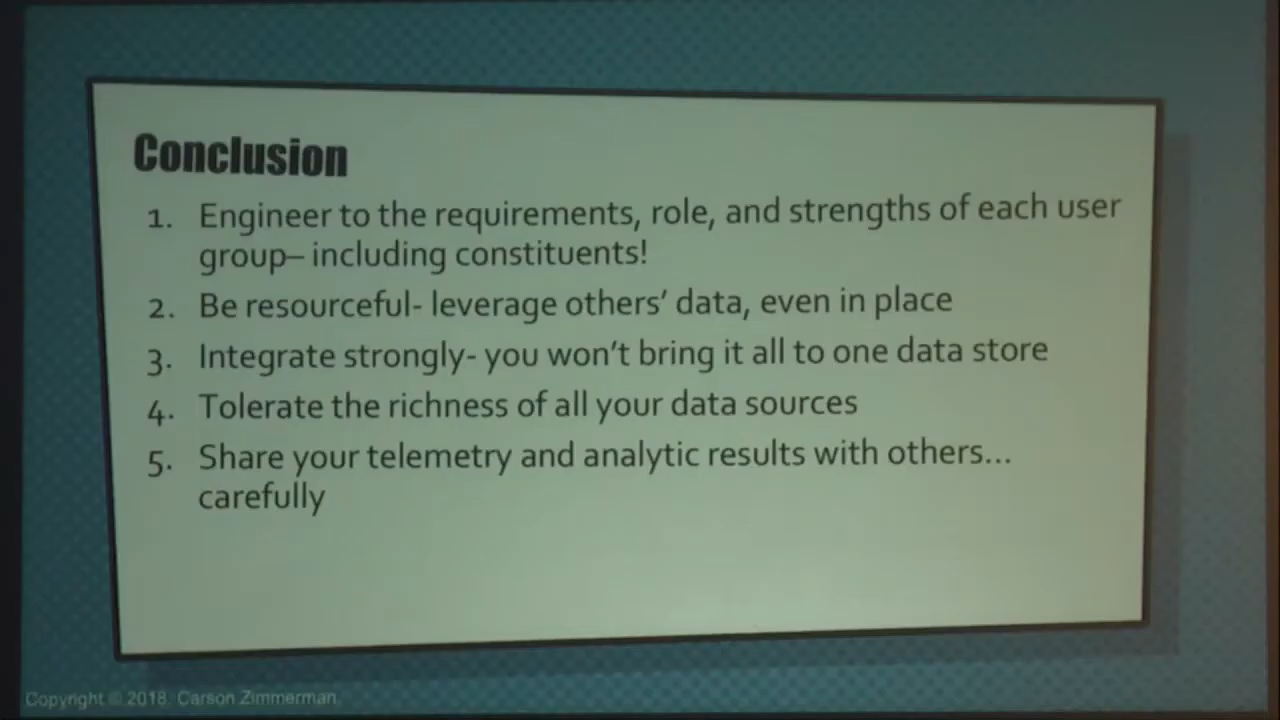 Conclusion
1. Engineer to the requirements, role, and strengths of each user
group– including constituents!
2. Be resourceful- leverage others’ data, even in place
3. Integrate strongly- you won’t bring it all to one data store
4. Tolerate the richness of all your data sources
5. Share your telemetry and analytic results with others...
carefully
Copyright © 2018. Carson Zimmerman